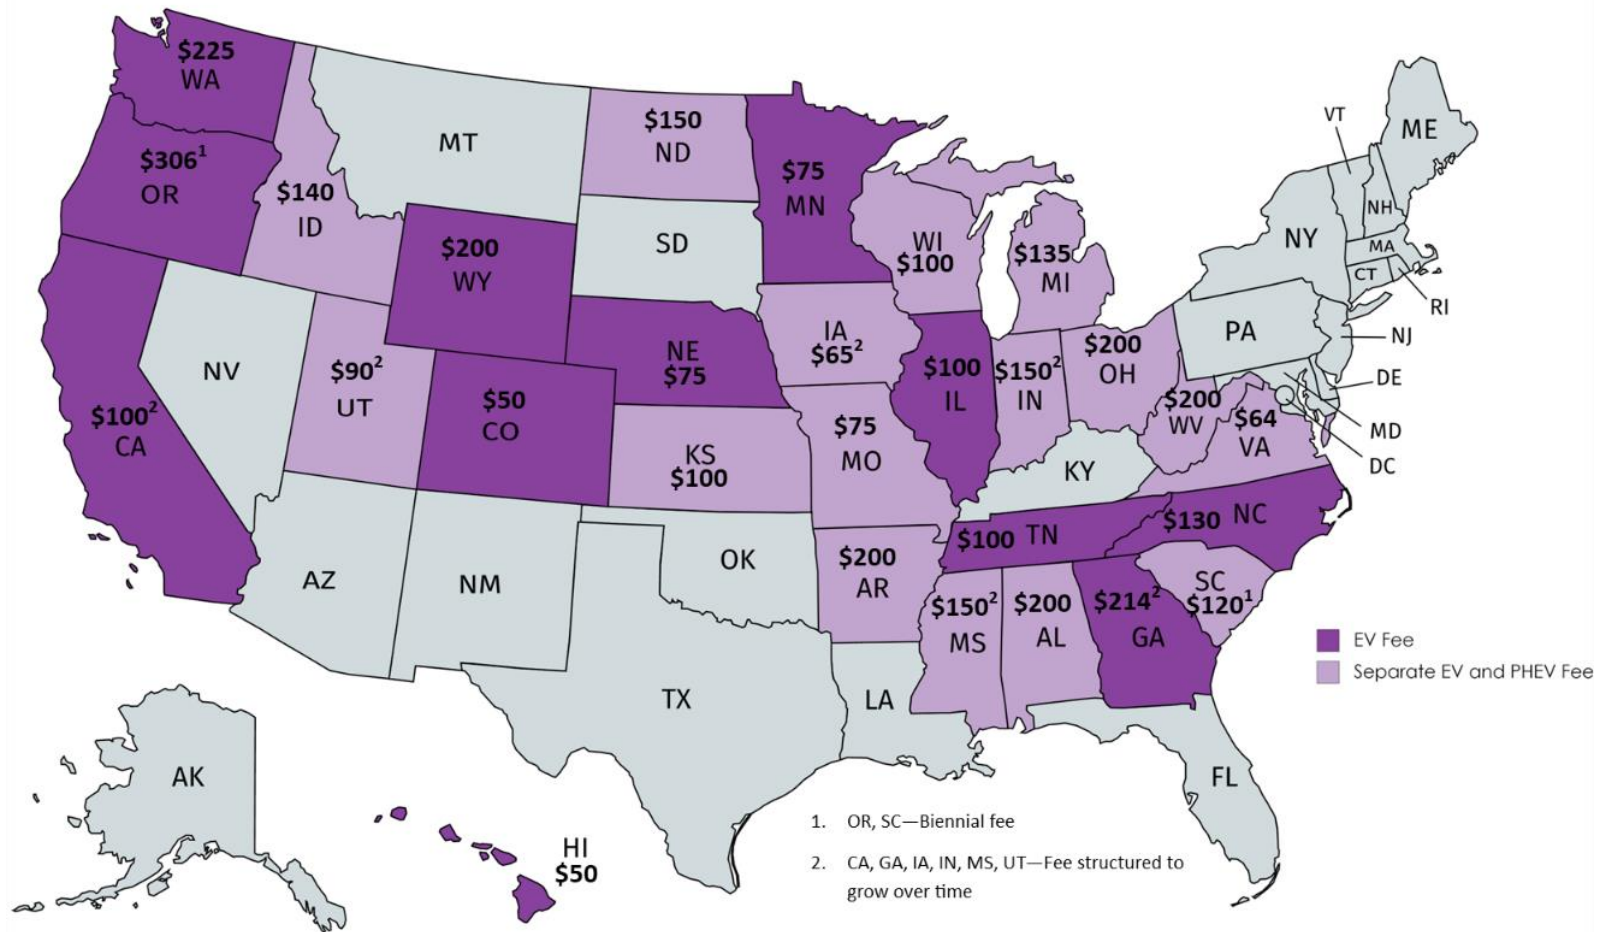 $225
WA
$306¹
OR
$140
ID
MT
$150
ND
$75
MN
$200
WY
SD
WI
$100
$135
MI
VT
ME
NH
NY
MA
CT
RI
NJ
PA
DE
MD
DC
NV
$90²
UT
$100²
CA
$50
CO
NE
$75
IA
$65²
$100
IL
$150²
IN
$200
OH
$200
WV
$64
VA
KS
$100
$75
MO
KY
$100 TN
$130 NC
AZ
NM
OK
$200
AR
$150²
MS
$200
AL
$214²
GA
SC
$120¹
TX
LA
FL
AK
HI
$50
EV Fee
Separate EV and PHEV Fee
1. OR, SC—Biennial fee
2. CA, GA, IA, IN, MS, UT—Fee structured to
grow over time